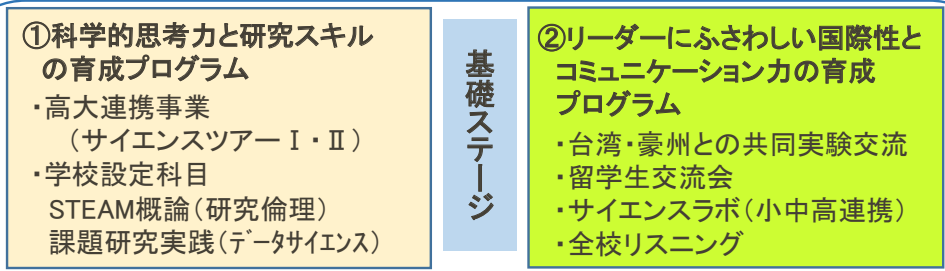 ①科学的思考力と研究スキル
の育成プログラム
・高大連携事業
（サイエンスツアーⅠ・Ⅱ）
・学校設定科目
STEAM概論（研究倫理）
課題研究実践（ﾃﾞｰﾀサイエンス）
基礎ステージ
②リーダーにふさわしい国際性と
コミュニケーション力の育成
プログラム
・台湾・豪州との共同実験交流
・留学生交流会
・サイエンスラボ（小中高連携）
・全校リスニング